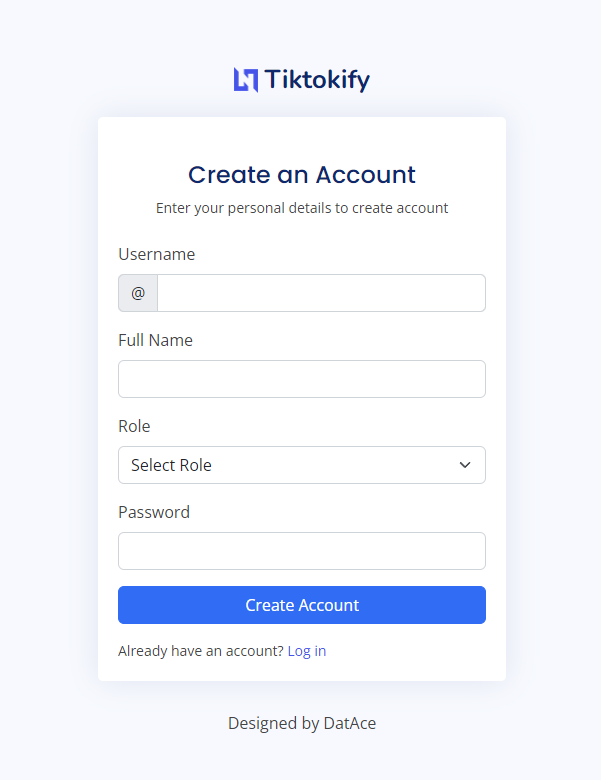 Tiktokify
Create an Account
Enter your personal details to create account
Username
@
Full Name
Role
Select Role
Password
Create Account
Already have an account? Log in
Designed by DatAce